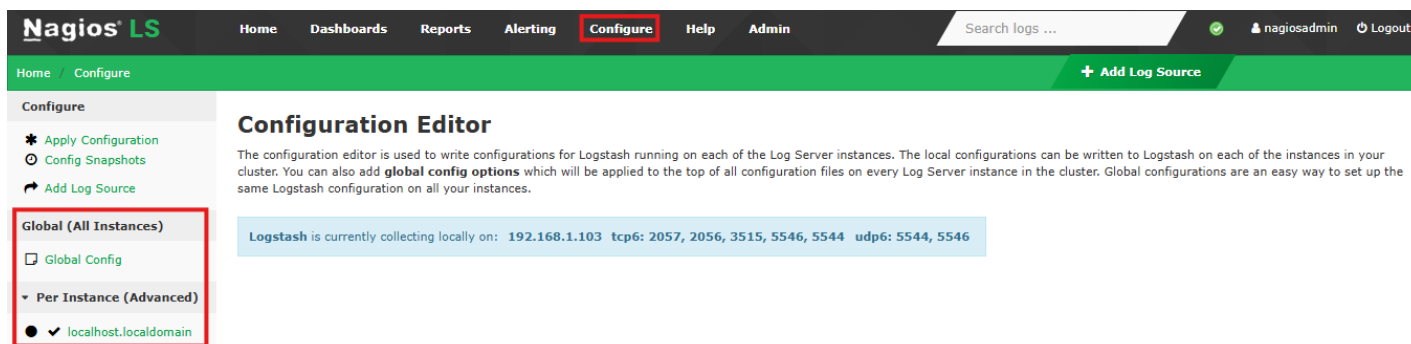 Nagios® LS
Home Dashboards Reports Alerting Configure Help Admin
Search logs ...
nagiosadmin Logout
Home / Configure
+ Add Log Source
Configure
Apply Configuration
Config Snapshots
Add Log Source
Global (All Instances)
Global Config
Per Instance (Advanced)
localhost.localdomain
Configuration Editor
The configuration editor is used to write configurations for Logstash running on each of the Log Server instances. The local configurations can be written to Logstash on each of the instances in your
cluster. You can also add global config options which will be applied to the top of all configuration files on every Log Server instance in the cluster. Global configurations are an easy way to set up the
same Logstash configuration on all your instances.
Logstash is currently collecting locally on: 192.168.1.103 tcp6: 2057, 2056, 3515, 5546, 5544 udp6: 5544, 5546